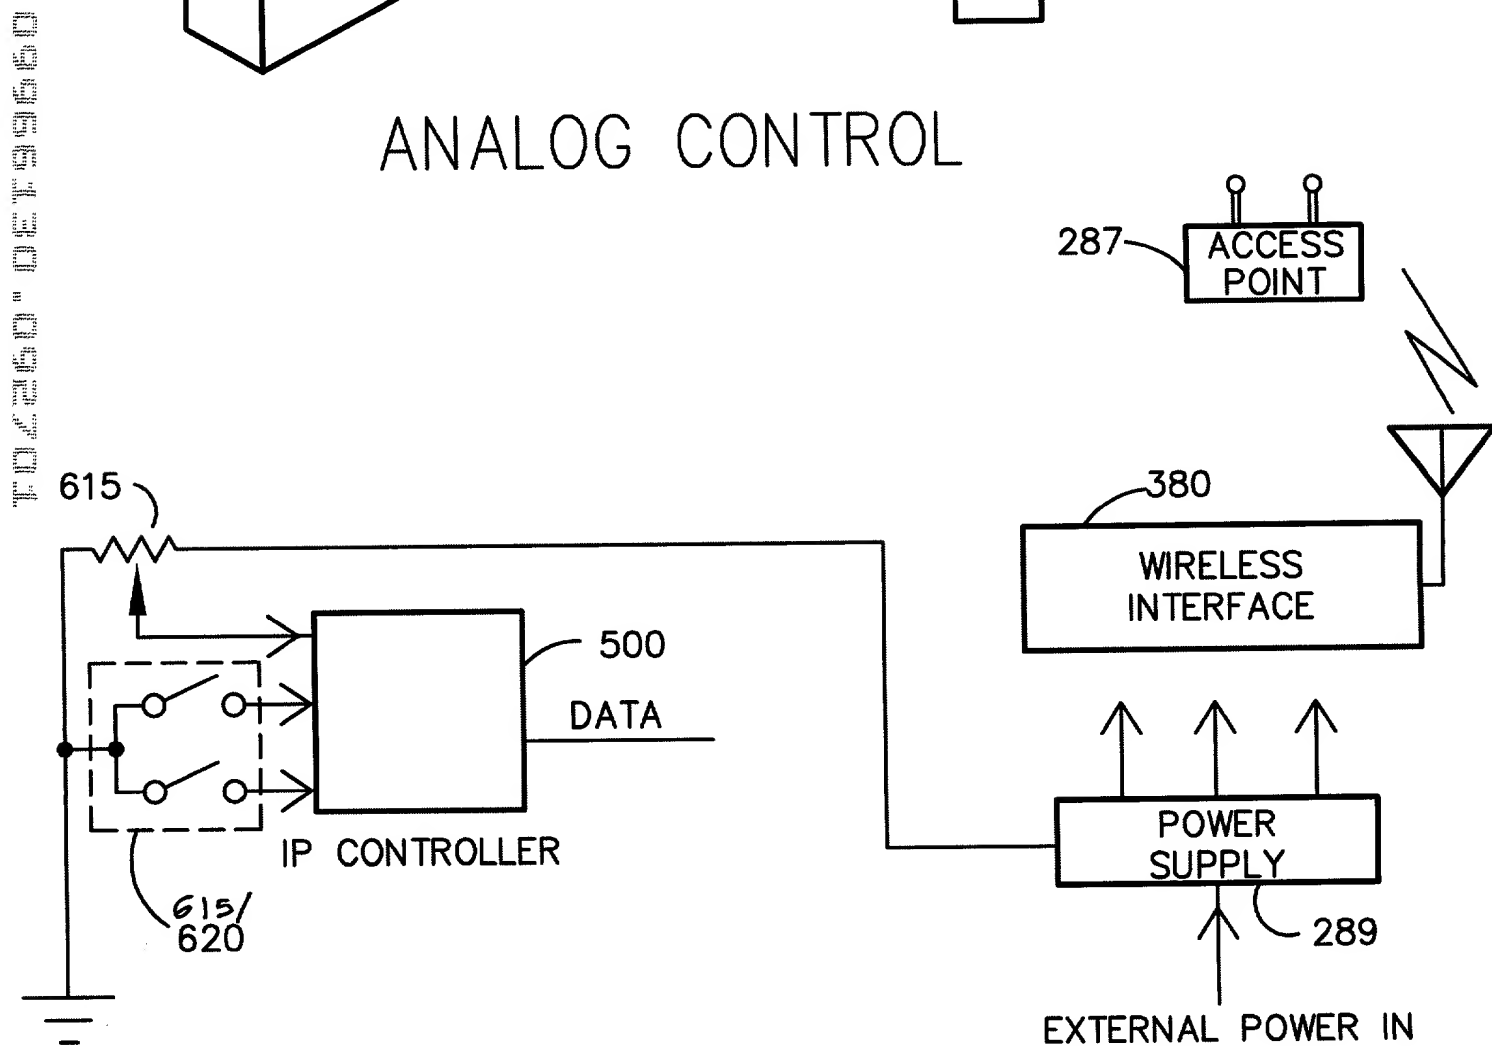 ANALOG CONTROL
287
ACCESS
POINT
615
380
WIRELESS
INTERFACE
500
DATA
IP CONTROLLER
POWER
SUPPLY
615/
620
289
EXTERNAL POWER IN